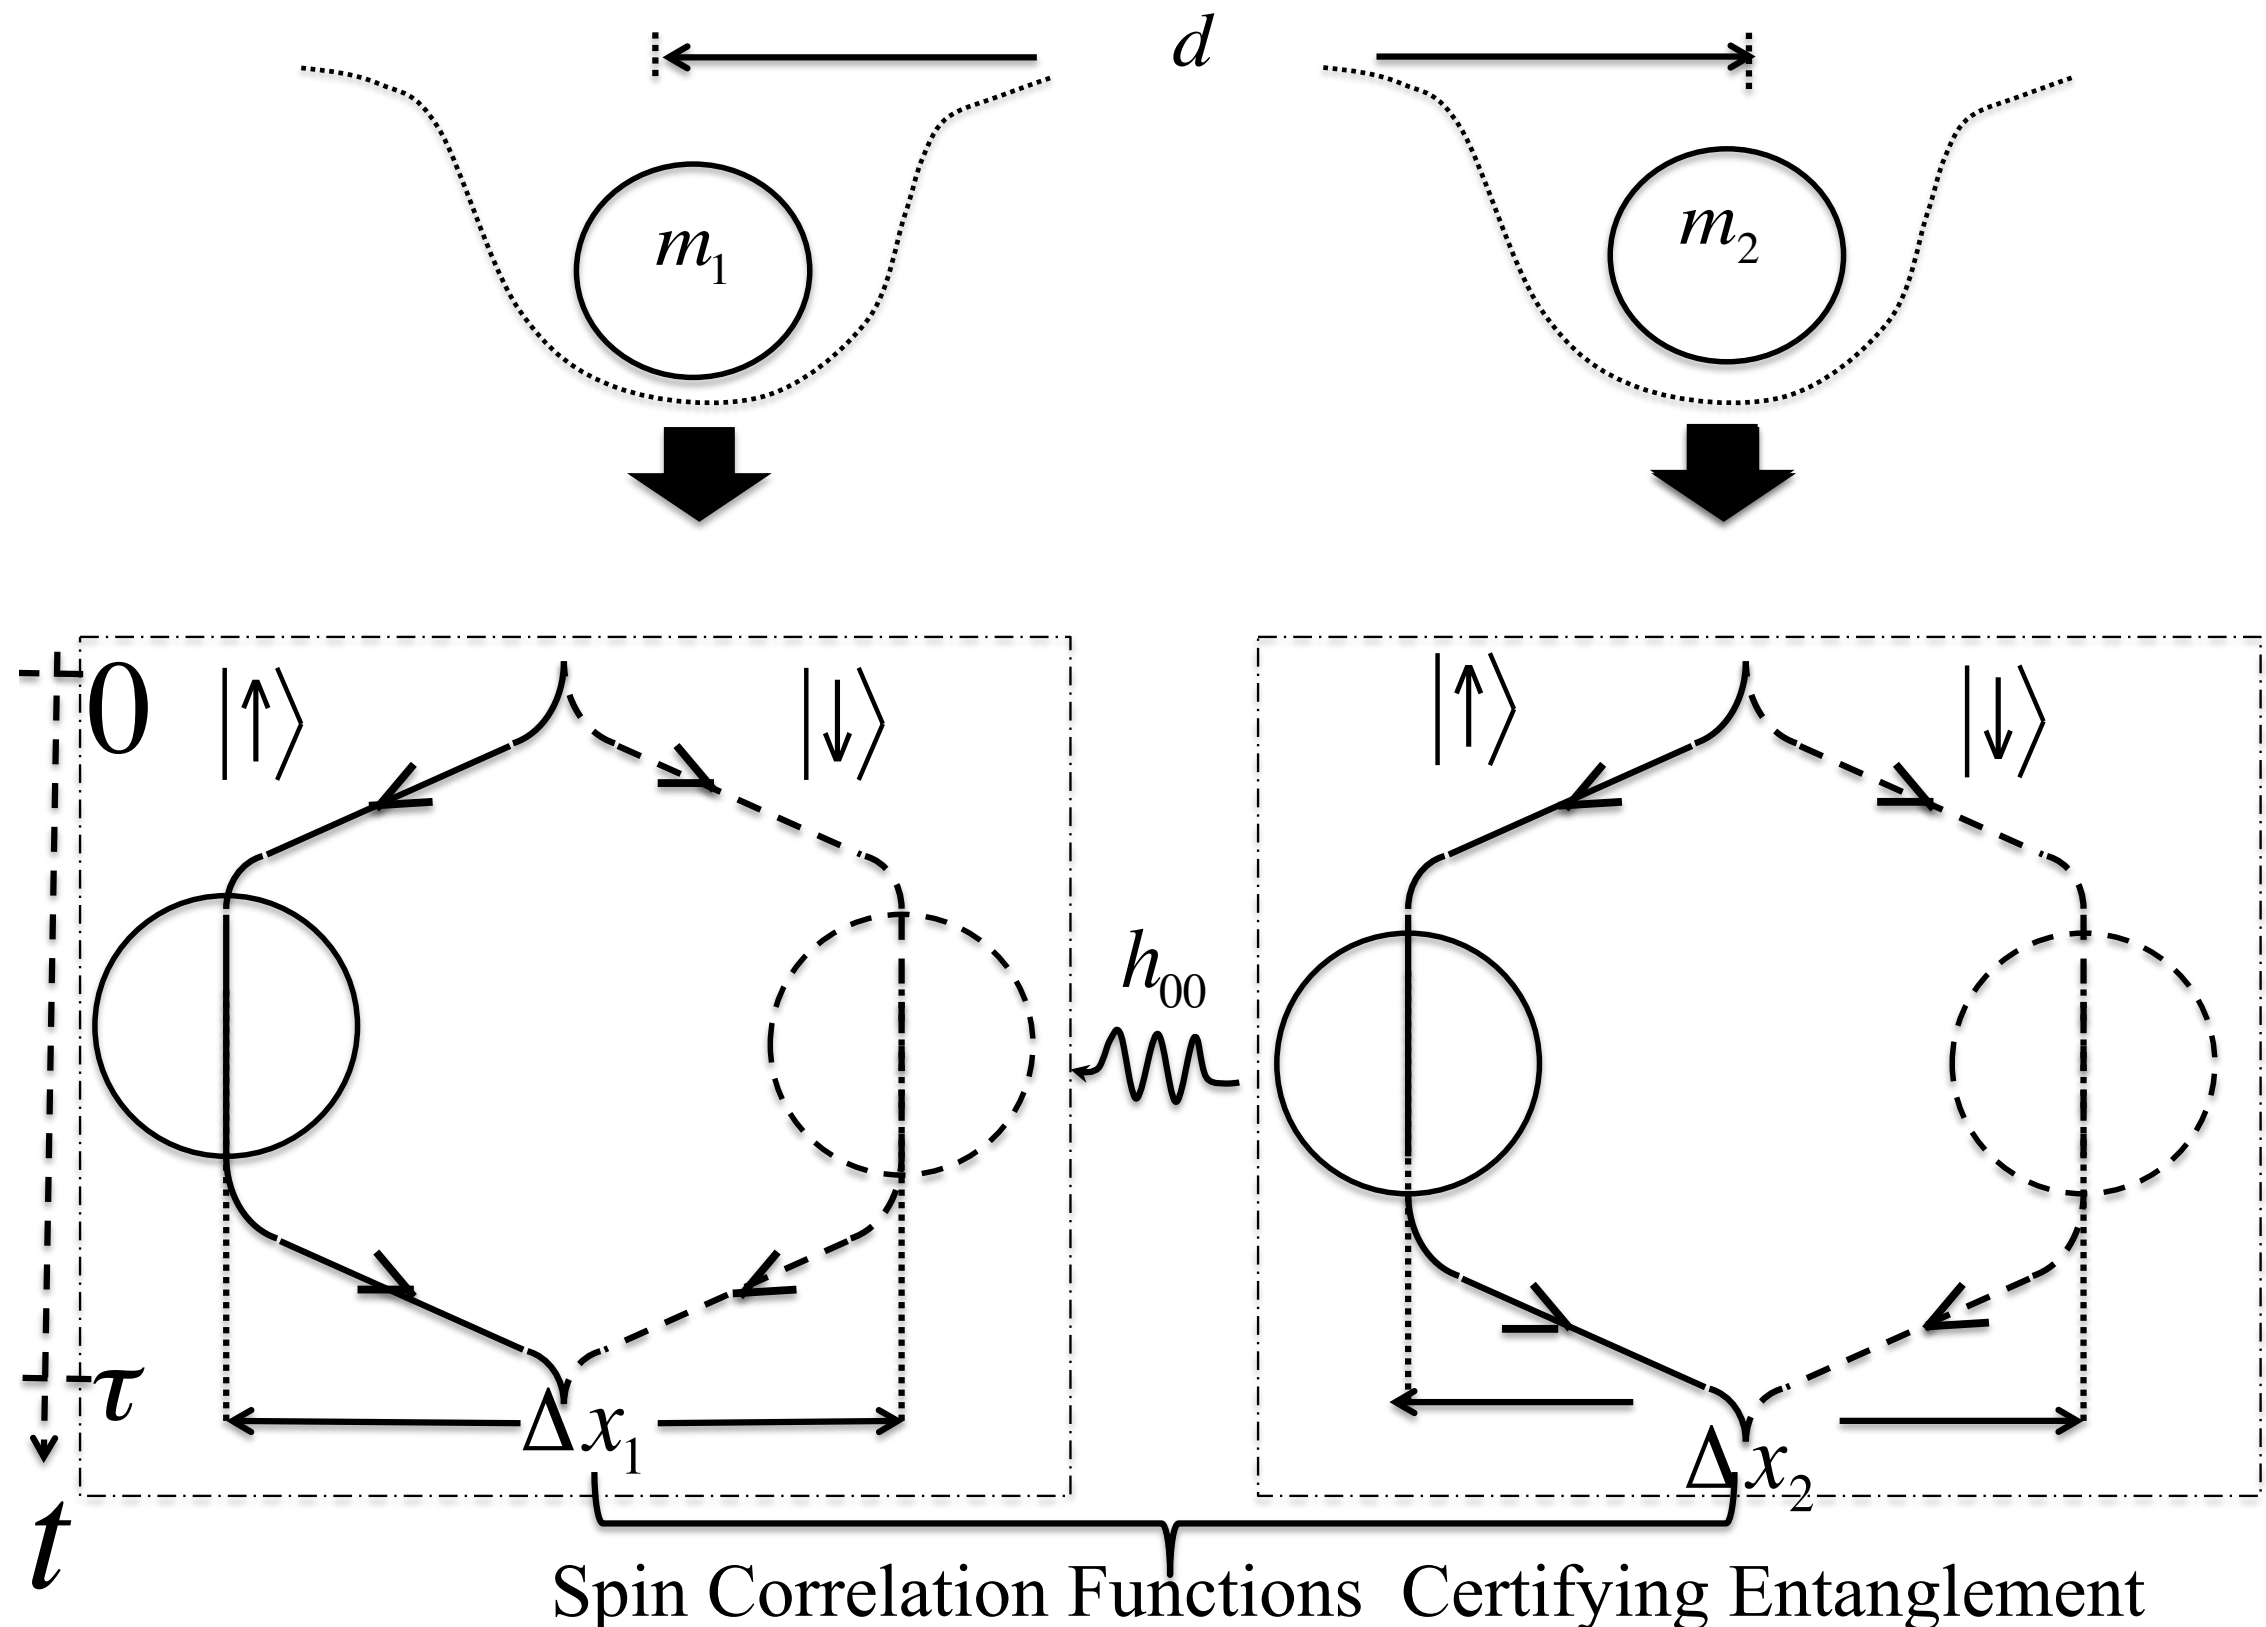 d
m₁
m₂
0 |↑⟩ |↓⟩ |↑⟩ |↓⟩
h₀₀
τ
Δx₁
Δx₂
t
Spin Correlation Functions Certifying Entanglement